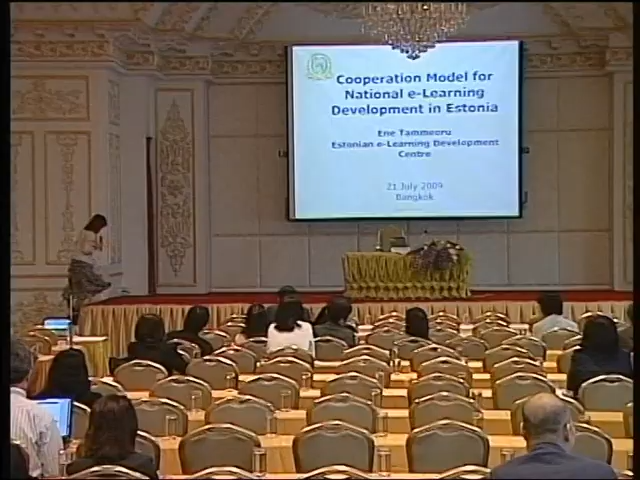 Cooperation Model for
National e-Learning
Development in Estonia
Ene Tammeoru
Estonian e-Learning Development
Centre
21 July 2009
Bangkok